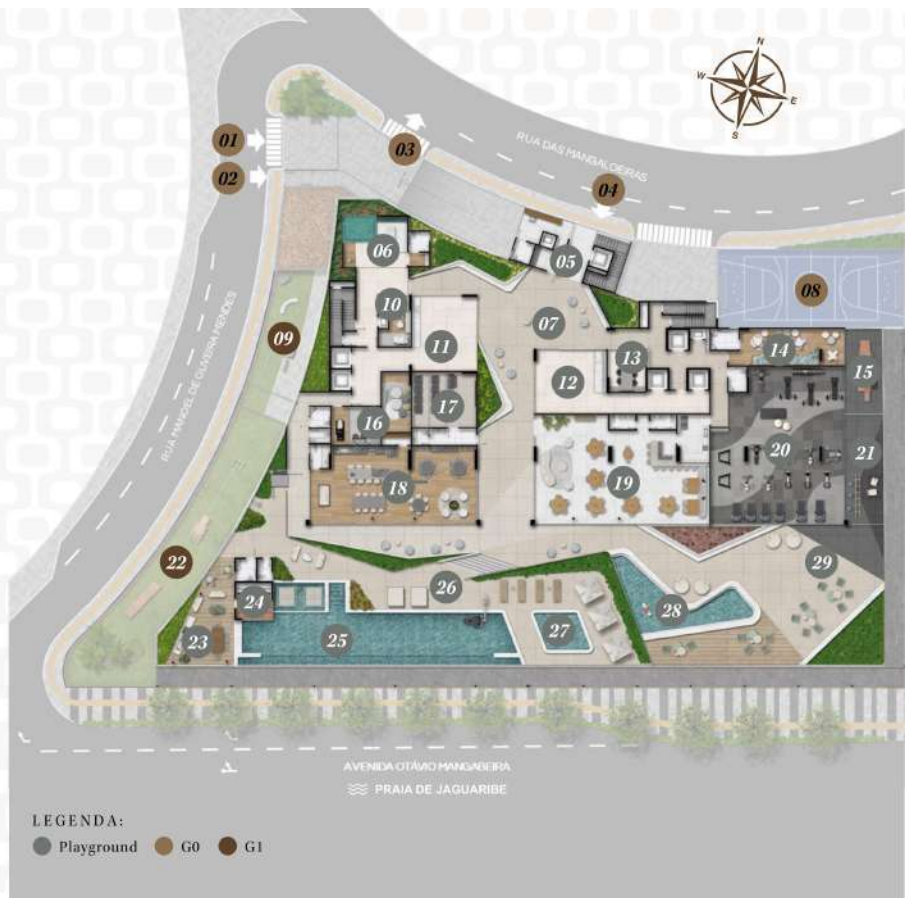 N
W
E
S
RUA DAS MANGALOEIRAS
01
02
03
04
05
06
07
08
09
10
11
12
13
14
15
16
17
18
19
20
21
22
23
24
25
26
27
28
29
RUA MANOEL DE OLIVEIRA MENDES
AVENIDA OTÁVIO MANGABEIRA
PRAIA DE JAGUARIBE
LEGENDA:
Playground G0 G1